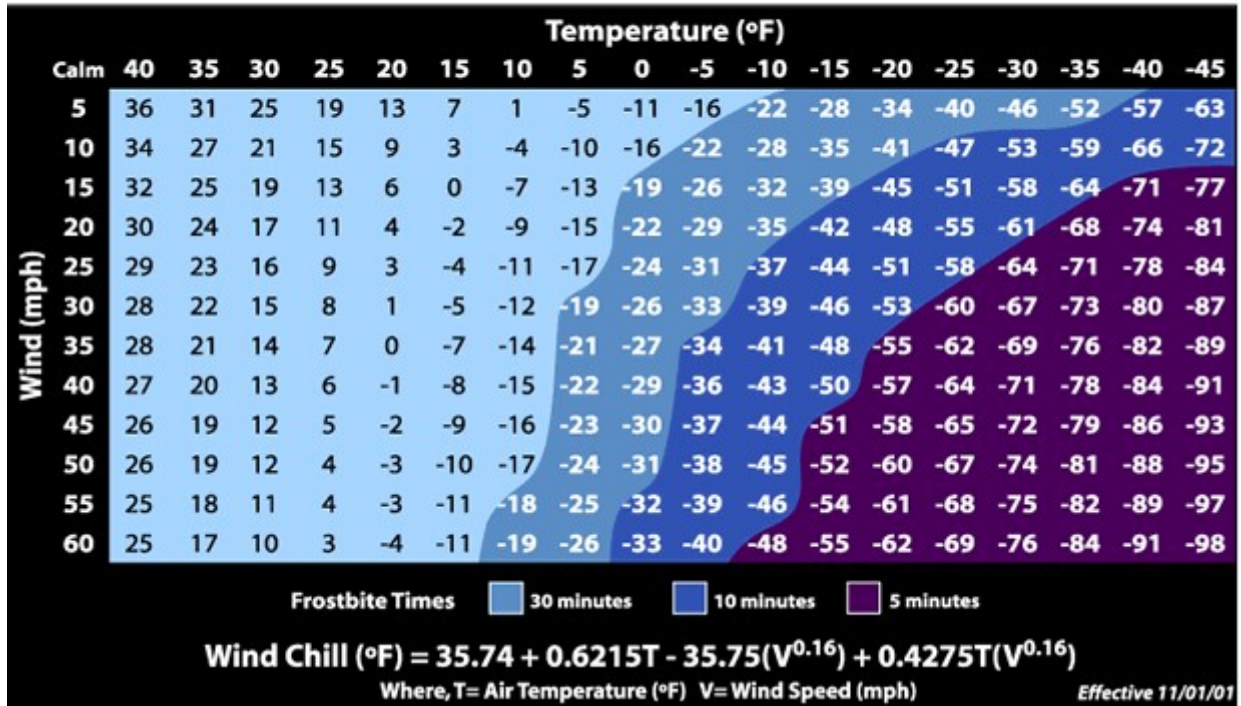 Temperature (ºF)
Calm 40 35 30 25 20 15 10 5 0 -5 -10 -15 -20 -25 -30 -35 -40 -45
5 36 31 25 19 13 7 1 -5 -11 -16 -22 -28 -34 -40 -46 -52 -57 -63
10 34 27 21 15 9 3 -4 -10 -16 -22 -28 -35 -41 -47 -53 -59 -66 -72
15 32 25 19 13 6 0 -7 -13 -19 -26 -32 -39 -45 -51 -58 -64 -71 -77
20 30 24 17 11 4 -2 -9 -15 -22 -29 -35 -42 -48 -55 -61 -68 -74 -81
25 29 23 16 9 3 -4 -11 -17 -24 -31 -37 -44 -51 -58 -64 -71 -78 -84
30 28 22 15 8 1 -5 -12 -19 -26 -33 -39 -46 -53 -60 -67 -73 -80 -87
35 28 21 14 7 0 -7 -14 -21 -27 -34 -41 -48 -55 -62 -69 -76 -82 -89
40 27 20 13 6 -1 -8 -15 -22 -29 -36 -43 -50 -57 -64 -71 -78 -84 -91
45 26 19 12 5 -2 -9 -16 -23 -30 -37 -44 -51 -58 -65 -72 -79 -86 -93
50 26 19 12 4 -3 -10 -17 -24 -31 -38 -45 -52 -60 -67 -74 -81 -88 -95
55 25 18 11 4 -3 -11 -18 -25 -32 -39 -46 -54 -61 -68 -75 -82 -89 -97
60 25 17 10 3 -4 -11 -19 -26 -33 -40 -48 -55 -62 -69 -76 -84 -91 -98
Wind (mph)
Frostbite Times 30 minutes 10 minutes 5 minutes
Wind Chill (ºF) = 35.74 + 0.6215T - 35.75(V⁰·¹⁶) + 0.4275T(V⁰·¹⁶)
Where, T= Air Temperature (ºF) V= Wind Speed (mph) Effective 11/01/01